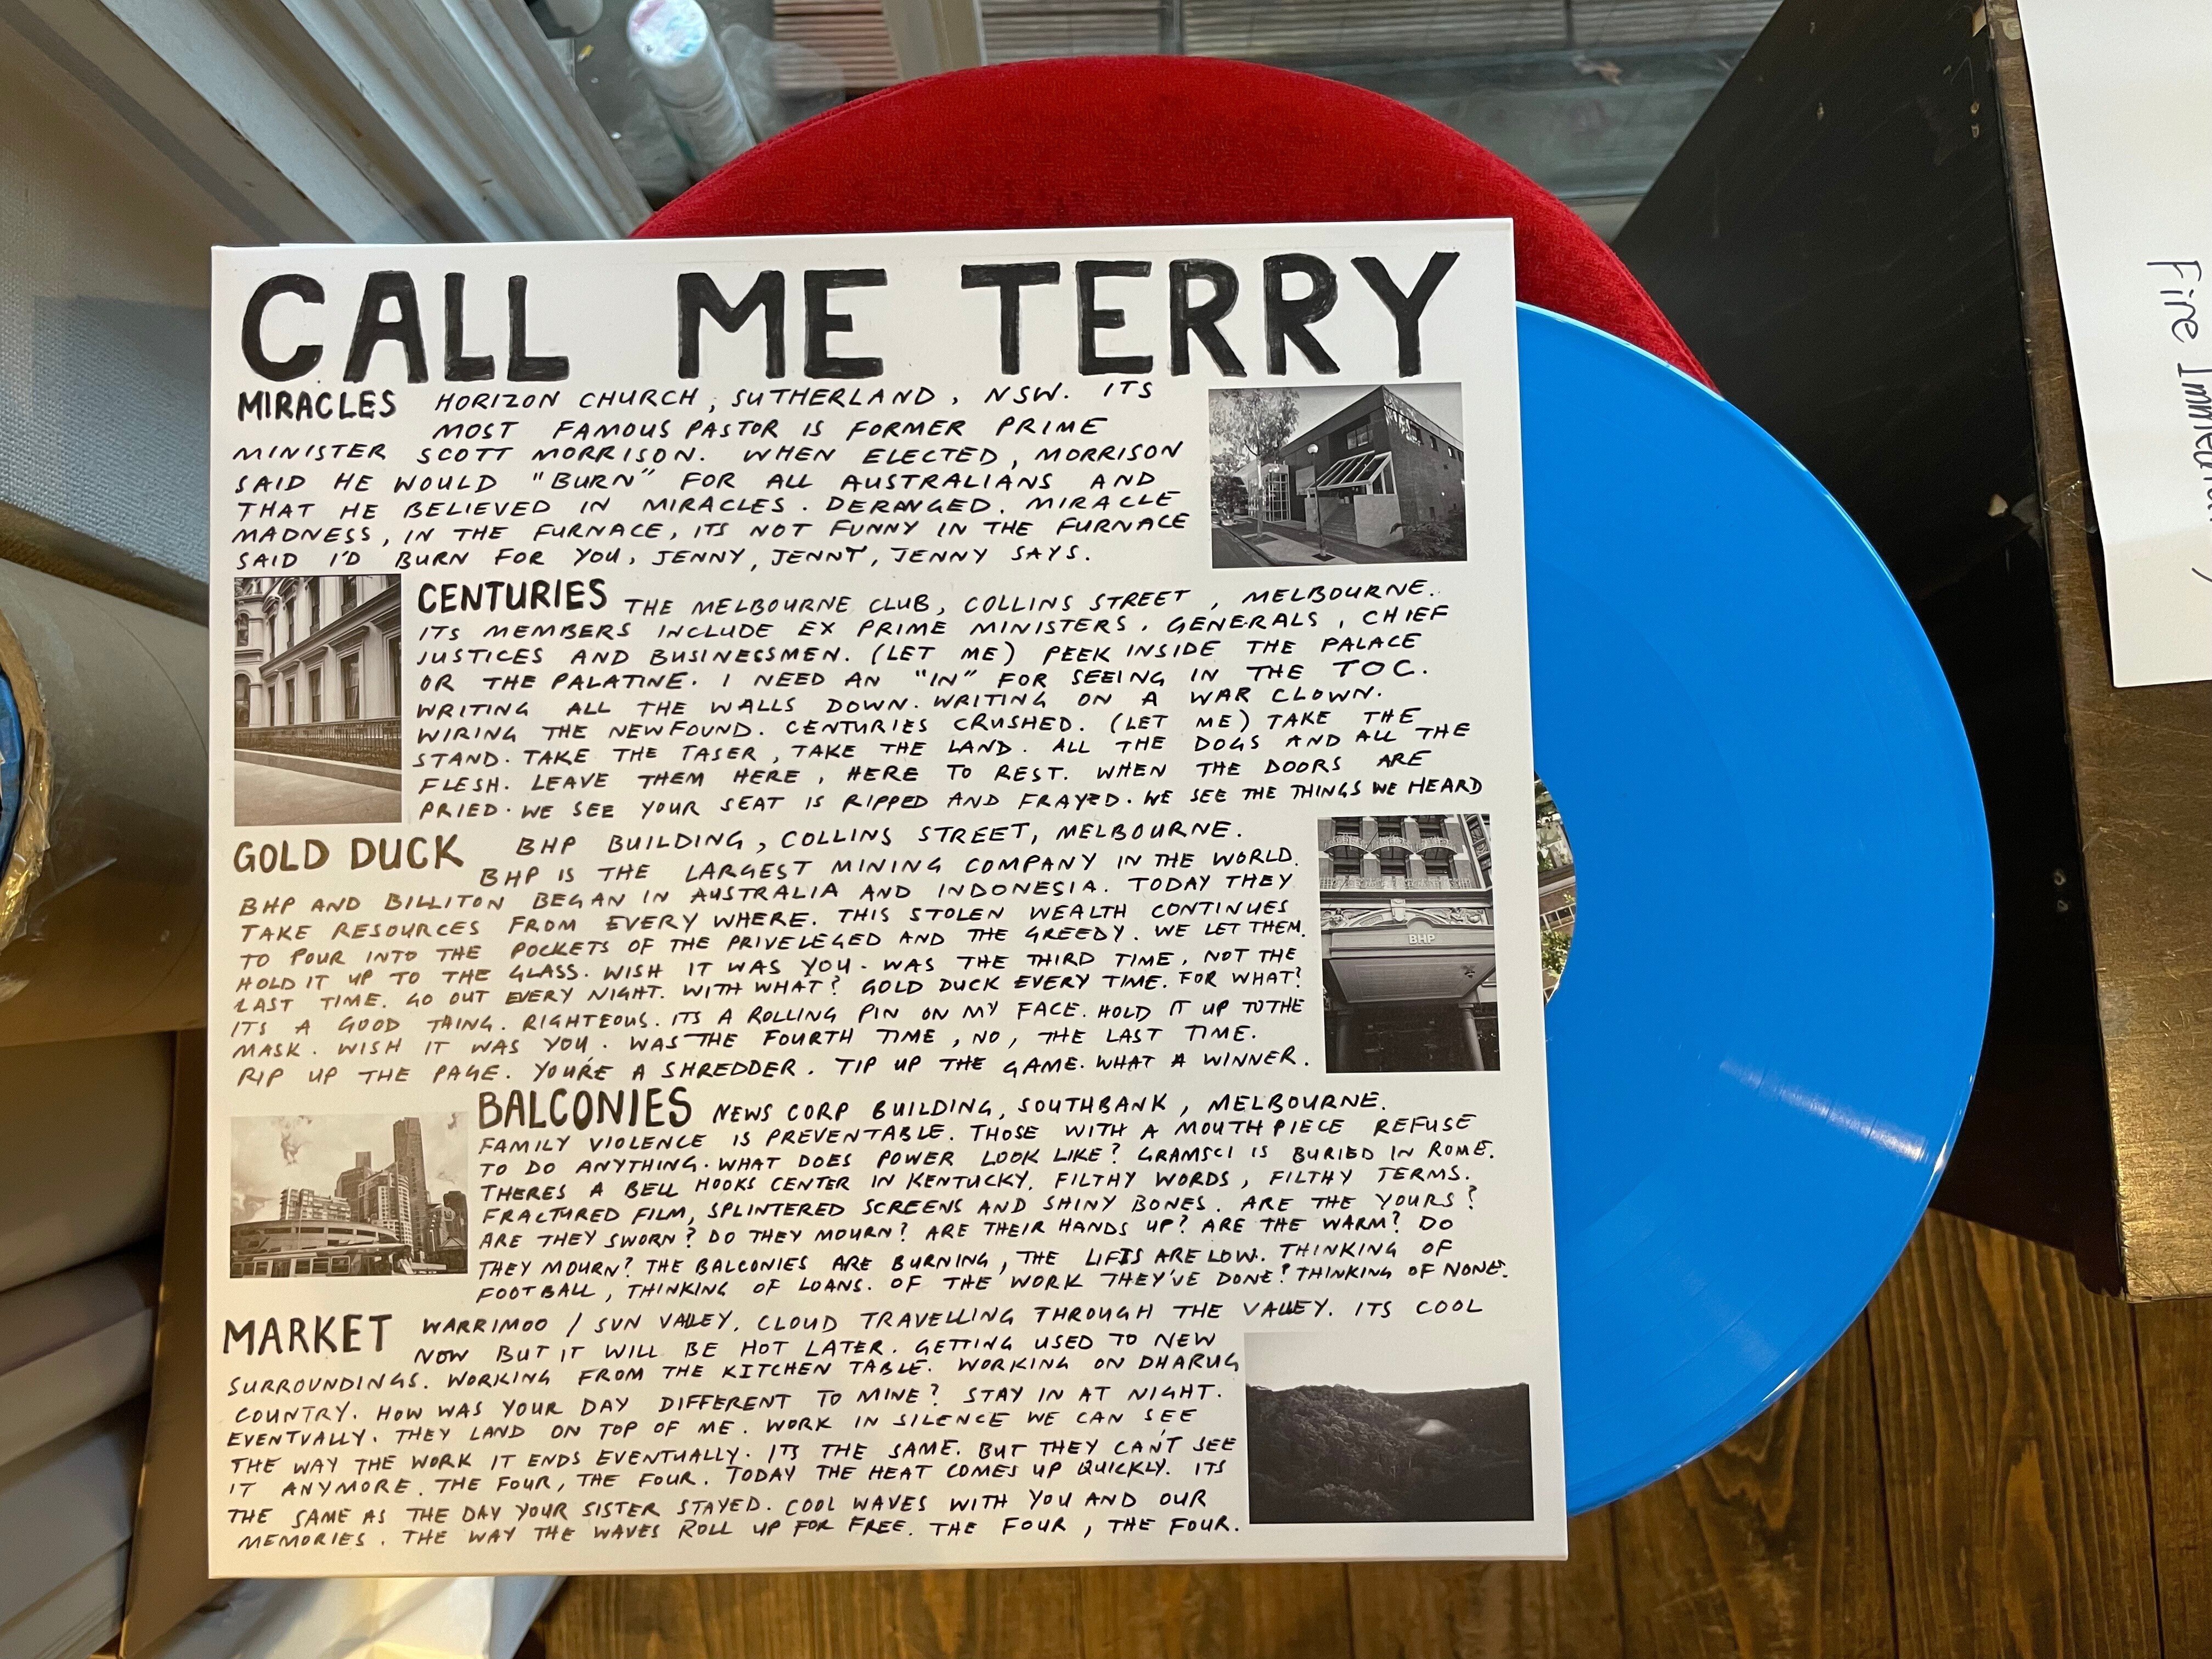 CALL ME TERRY
MIRACLES HORIZON CHURCH, SUTHERLAND, NSW. ITS
MOST FAMOUS PASTOR IS FORMER PRIME
MINISTER SCOTT MORRISON. WHEN ELECTED, MORRISON
SAID HE WOULD "BURN" FOR ALL AUSTRALIANS AND
THAT HE BELIEVED IN MIRACLES. DERANGED. MIRACLE
MADNESS, IN THE FURNACE, ITS NOT FUNNY IN THE FURNACE
SAID I'D BURN FOR YOU, JENNY, JENNY, JENNY SAYS.
CENTURIES THE MELBOURNE CLUB, COLLINS STREET, MELBOURNE.
ITS MEMBERS INCLUDE EX PRIME MINISTERS, GENERALS, CHIEF
JUSTICES AND BUSINESSMEN. (LET ME) PEEK INSIDE THE PALACE
OR THE PALATINE. I NEED AN "IN" FOR SEEING IN THE TOC.
WRITING ALL THE WALLS DOWN. WRITING ON A WAR CLOWN.
WIRING THE NEWFOUND. CENTURIES CRUSHED. (LET ME) TAKE THE
STAND. TAKE THE TASER, TAKE THE LAND. ALL THE DOGS AND ALL THE
FLESH. LEAVE THEM HERE, HERE TO REST. WHEN THE DOORS ARE
PRIED. WE SEE YOUR SEAT IS RIPPED AND FRAYED. WE SEE THE THINGS WE HEARD
GOLD DUCK BHP BUILDING, COLLINS STREET, MELBOURNE.
BHP IS THE LARGEST MINING COMPANY IN THE WORLD.
BHP AND BILLITON BEGAN IN AUSTRALIA AND INDONESIA. TODAY THEY
TAKE RESOURCES FROM EVERY WHERE. THIS STOLEN WEALTH CONTINUES
TO POUR INTO THE POCKETS OF THE PRIVELEGED AND THE GREEDY. WE LET THEM.
HOLD IT UP TO THE GLASS. WISH IT WAS YOU. WAS THE THIRD TIME, NOT THE
LAST TIME. GO OUT EVERY NIGHT. WITH WHAT? GOLD DUCK EVERY TIME. FOR WHAT?
ITS A GOOD THING. RIGHTEOUS. ITS A ROLLING PIN ON MY FACE. HOLD IT UP TO THE
MASK. WISH IT WAS YOU. WAS THE FOURTH TIME, NO, THE LAST TIME.
RIP UP THE PAGE. YOU'RE A SHREDDER. TIP UP THE GAME. WHAT A WINNER.
BHP
BALCONIES NEWS CORP BUILDING, SOUTHBANK, MELBOURNE.
FAMILY VIOLENCE IS PREVENTABLE. THOSE WITH A MOUTHPIECE REFUSE
TO DO ANYTHING. WHAT DOES POWER LOOK LIKE? GRAMSCI IS BURIED IN ROME.
THERES A BELL HOOKS CENTER IN KENTUCKY. FILTHY WORDS, FILTHY TERMS.
FRACTURED FILM, SPLINTERED SCREENS AND SHINY BONES. ARE THE YOURS?
ARE THEY SWORN? DO THEY MOURN? ARE THEIR HANDS UP? ARE THE WARM? DO
THEY MOURN? THE BALCONIES ARE BURNING, THE LIFTS ARE LOW. THINKING OF
FOOTBALL, THINKING OF LOANS. OF THE WORK THEY'VE DONE? THINKING OF NONE.
MARKET WARRIMOO / SUN VALLEY. CLOUD TRAVELLING THROUGH THE VALLEY. ITS COOL
NOW BUT IT WILL BE HOT LATER. GETTING USED TO NEW
SURROUNDINGS. WORKING FROM THE KITCHEN TABLE. WORKING ON DHARUG
COUNTRY. HOW WAS YOUR DAY DIFFERENT TO MINE? STAY IN AT NIGHT.
EVENTUALLY. THEY LAND ON TOP OF ME. WORK IN SILENCE WE CAN SEE
THE WAY THE WORK IT ENDS EVENTUALLY. ITS THE SAME. BUT THEY CAN'T SEE
IT ANYMORE. THE FOUR, THE FOUR. TODAY THE HEAT COMES UP QUICKLY. ITS
THE SAME AS THE DAY YOUR SISTER STAYED. COOL WAVES WITH YOU AND OUR
MEMORIES. THE WAY THE WAVES ROLL UP FOR FREE. THE FOUR, THE FOUR.
Fire